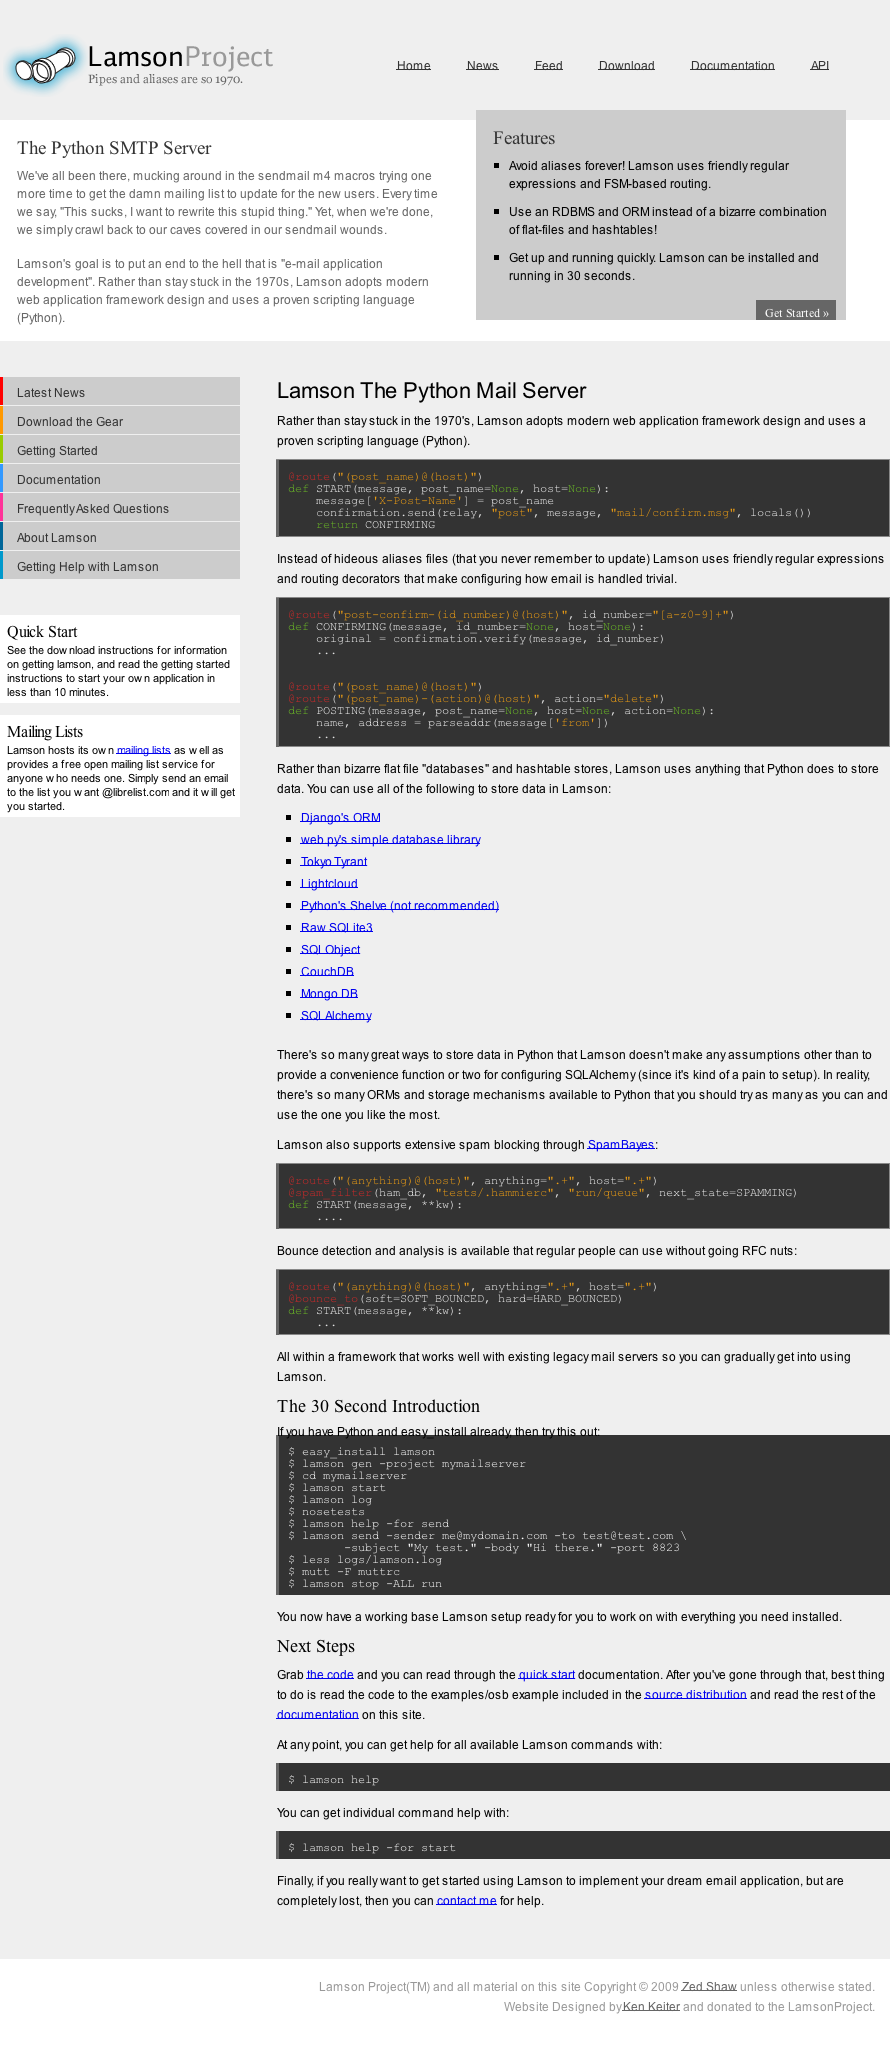 LamsonProject
Pipes and aliases are so 1970.
Home News Feed Download Documentation API
The Python SMTP Server
We've all been there, mucking around in the sendmail m4 macros trying one
more time to get the damn mailing list to update for the new users. Every time
we say, "This sucks, I want to rewrite this stupid thing." Yet, when we're done,
we simply crawl back to our caves covered in our sendmail wounds.
Lamson's goal is to put an end to the hell that is "e-mail application
development". Rather than stay stuck in the 1970s, Lamson adopts modern
web application framework design and uses a proven scripting language
(Python).
Features
Avoid aliases forever! Lamson uses friendly regular
expressions and FSM-based routing.
Use an RDBMS and ORM instead of a bizarre combination
of flat-files and hashtables!
Get up and running quickly. Lamson can be installed and
running in 30 seconds.
Get Started »
Latest News
Download the Gear
Getting Started
Documentation
Frequently Asked Questions
About Lamson
Getting Help with Lamson
Quick Start
See the download instructions for information
on getting lamson, and read the getting started
instructions to start your own application in
less than 10 minutes.
Mailing Lists
Lamson hosts its own mailing lists as well as
provides a free open mailing list service for
anyone who needs one. Simply send an email
to the list you want @librelist.com and it will get
you started.
Lamson The Python Mail Server
Rather than stay stuck in the 1970's, Lamson adopts modern web application framework design and uses a
proven scripting language (Python).
@route("(post_name)@(host)")
def START(message, post_name=None, host=None):
    message['X-Post-Name'] = post_name
    confirmation.send(relay, "post", message, "mail/confirm.msg", locals())
    return CONFIRMING
Instead of hideous aliases files (that you never remember to update) Lamson uses friendly regular expressions
and routing decorators that make configuring how email is handled trivial.
@route("post-confirm-(id_number)@(host)", id_number="[a-z0-9]+")
def CONFIRMING(message, id_number=None, host=None):
    original = confirmation.verify(message, id_number)
    ...
@route("(post_name)@(host)")
@route("(post_name)-(action)@(host)", action="delete")
def POSTING(message, post_name=None, host=None, action=None):
    name, address = parseaddr(message['from'])
    ...
Rather than bizarre flat file "databases" and hashtable stores, Lamson uses anything that Python does to store
data. You can use all of the following to store data in Lamson:
Django's ORM
web.py's simple database library
Tokyo Tyrant
Lightcloud
Python's Shelve (not recommended)
Raw SQLite3
SQLObject
CouchDB
Mongo DB
SQLAlchemy
There's so many great ways to store data in Python that Lamson doesn't make any assumptions other than to
provide a convenience function or two for configuring SQLAlchemy (since it's kind of a pain to setup). In reality,
there's so many ORMs and storage mechanisms available to Python that you should try as many as you can and
use the one you like the most.
Lamson also supports extensive spam blocking through SpamBayes:
@route("(anything)@(host)", anything=".+", host=".+")
@spam_filter(ham_db, "tests/.hammierc", "run/queue", next_state=SPAMMING)
def START(message, **kw):
    ....
Bounce detection and analysis is available that regular people can use without going RFC nuts:
@route("(anything)@(host)", anything=".+", host=".+")
@bounce_to(soft=SOFT_BOUNCED, hard=HARD_BOUNCED)
def START(message, **kw):
    ...
All within a framework that works well with existing legacy mail servers so you can gradually get into using
Lamson.
The 30 Second Introduction
If you have Python and easy_install already, then try this out:
$ easy_install lamson
$ lamson gen -project mymailserver
$ cd mymailserver
$ lamson start
$ lamson log
$ nosetests
$ lamson help -for send
$ lamson send -sender me@mydomain.com -to test@test.com \
        -subject "My test." -body "Hi there." -port 8823
$ less logs/lamson.log
$ mutt -F muttrc
$ lamson stop -ALL run
You now have a working base Lamson setup ready for you to work on with everything you need installed.
Next Steps
Grab the code and you can read through the quick start documentation. After you've gone through that, best thing
to do is read the code to the examples/osb example included in the source distribution and read the rest of the
documentation on this site.
At any point, you can get help for all available Lamson commands with:
$ lamson help
You can get individual command help with:
$ lamson help -for start
Finally, if you really want to get started using Lamson to implement your dream email application, but are
completely lost, then you can contact me for help.
Lamson Project(TM) and all material on this site Copyright © 2009 Zed Shaw unless otherwise stated.
Website Designed by Ken Keiter and donated to the LamsonProject.